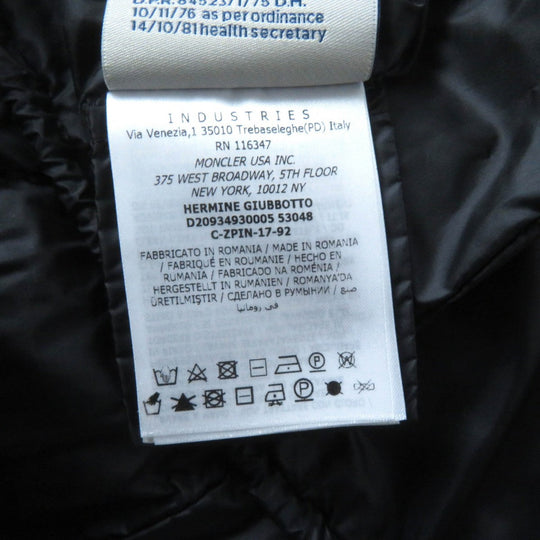 D.P.R. 845231/75 D.H.
10/11/76 as per ordinance
14/10/81 health secretary
INDUSTRIES
Via Venezia,1 35010 Trebaseleghe(PD) Italy
RN 116347
MONCLER USA INC.
375 WEST BROADWAY, 5TH FLOOR
NEW YORK, 10012 NY
HERMINE GIUBBOTTO
D20934930005 53048
C-ZPIN-17-92
FABBRICATO IN ROMANIA / MADE IN ROMANIA
/ FABRIQUÉ EN ROUMANIE / HECHO EN
RUMANIA / FABRICADO NA ROMÉNIA /
HERGESTELLT IN RUMÄNIEN / ROMANYA'DA
ÜRETILMIŞTIR / СДЕЛАНО В РУМЫНИИ / صنع
في رومانيا